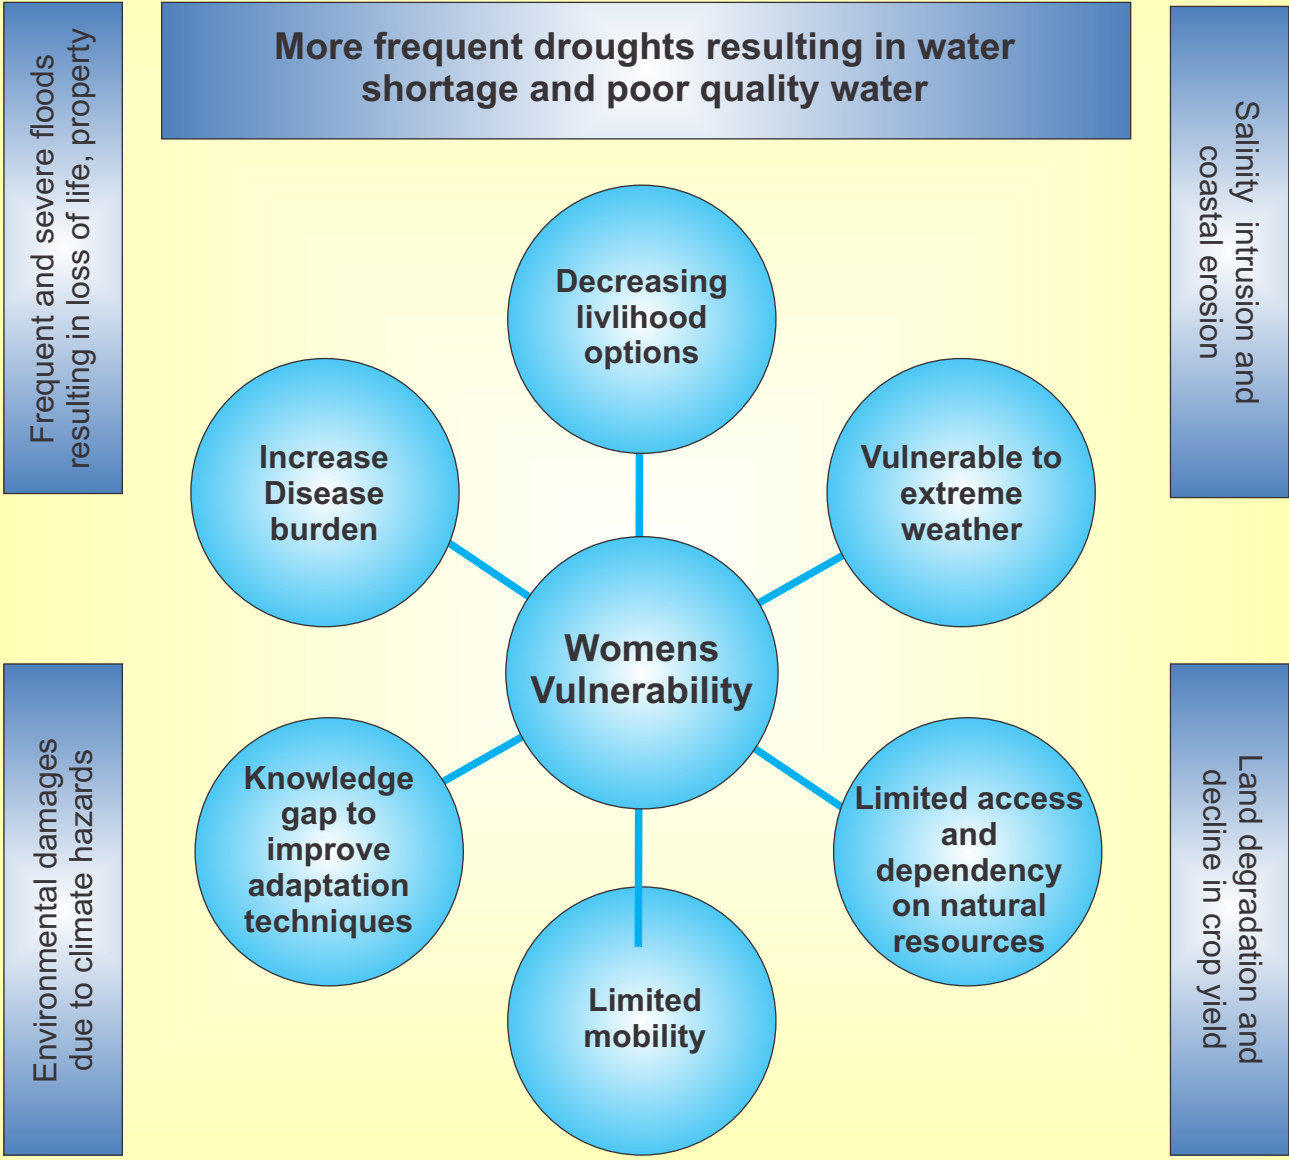 More frequent droughts resulting in water
shortage and poor quality water
Frequent and severe floods
resulting in loss of life, property
Salinity intrusion and
coastal erosion
Decreasing
livlihood
options
Increase
Disease
burden
Vulnerable to
extreme
weather
Womens
Vulnerability
Knowledge
gap to
improve
adaptation
techniques
Limited access
and
dependency
on natural
resources
Limited
mobility
Environmental damages
due to climate hazards
Land degradation and
decline in crop yield